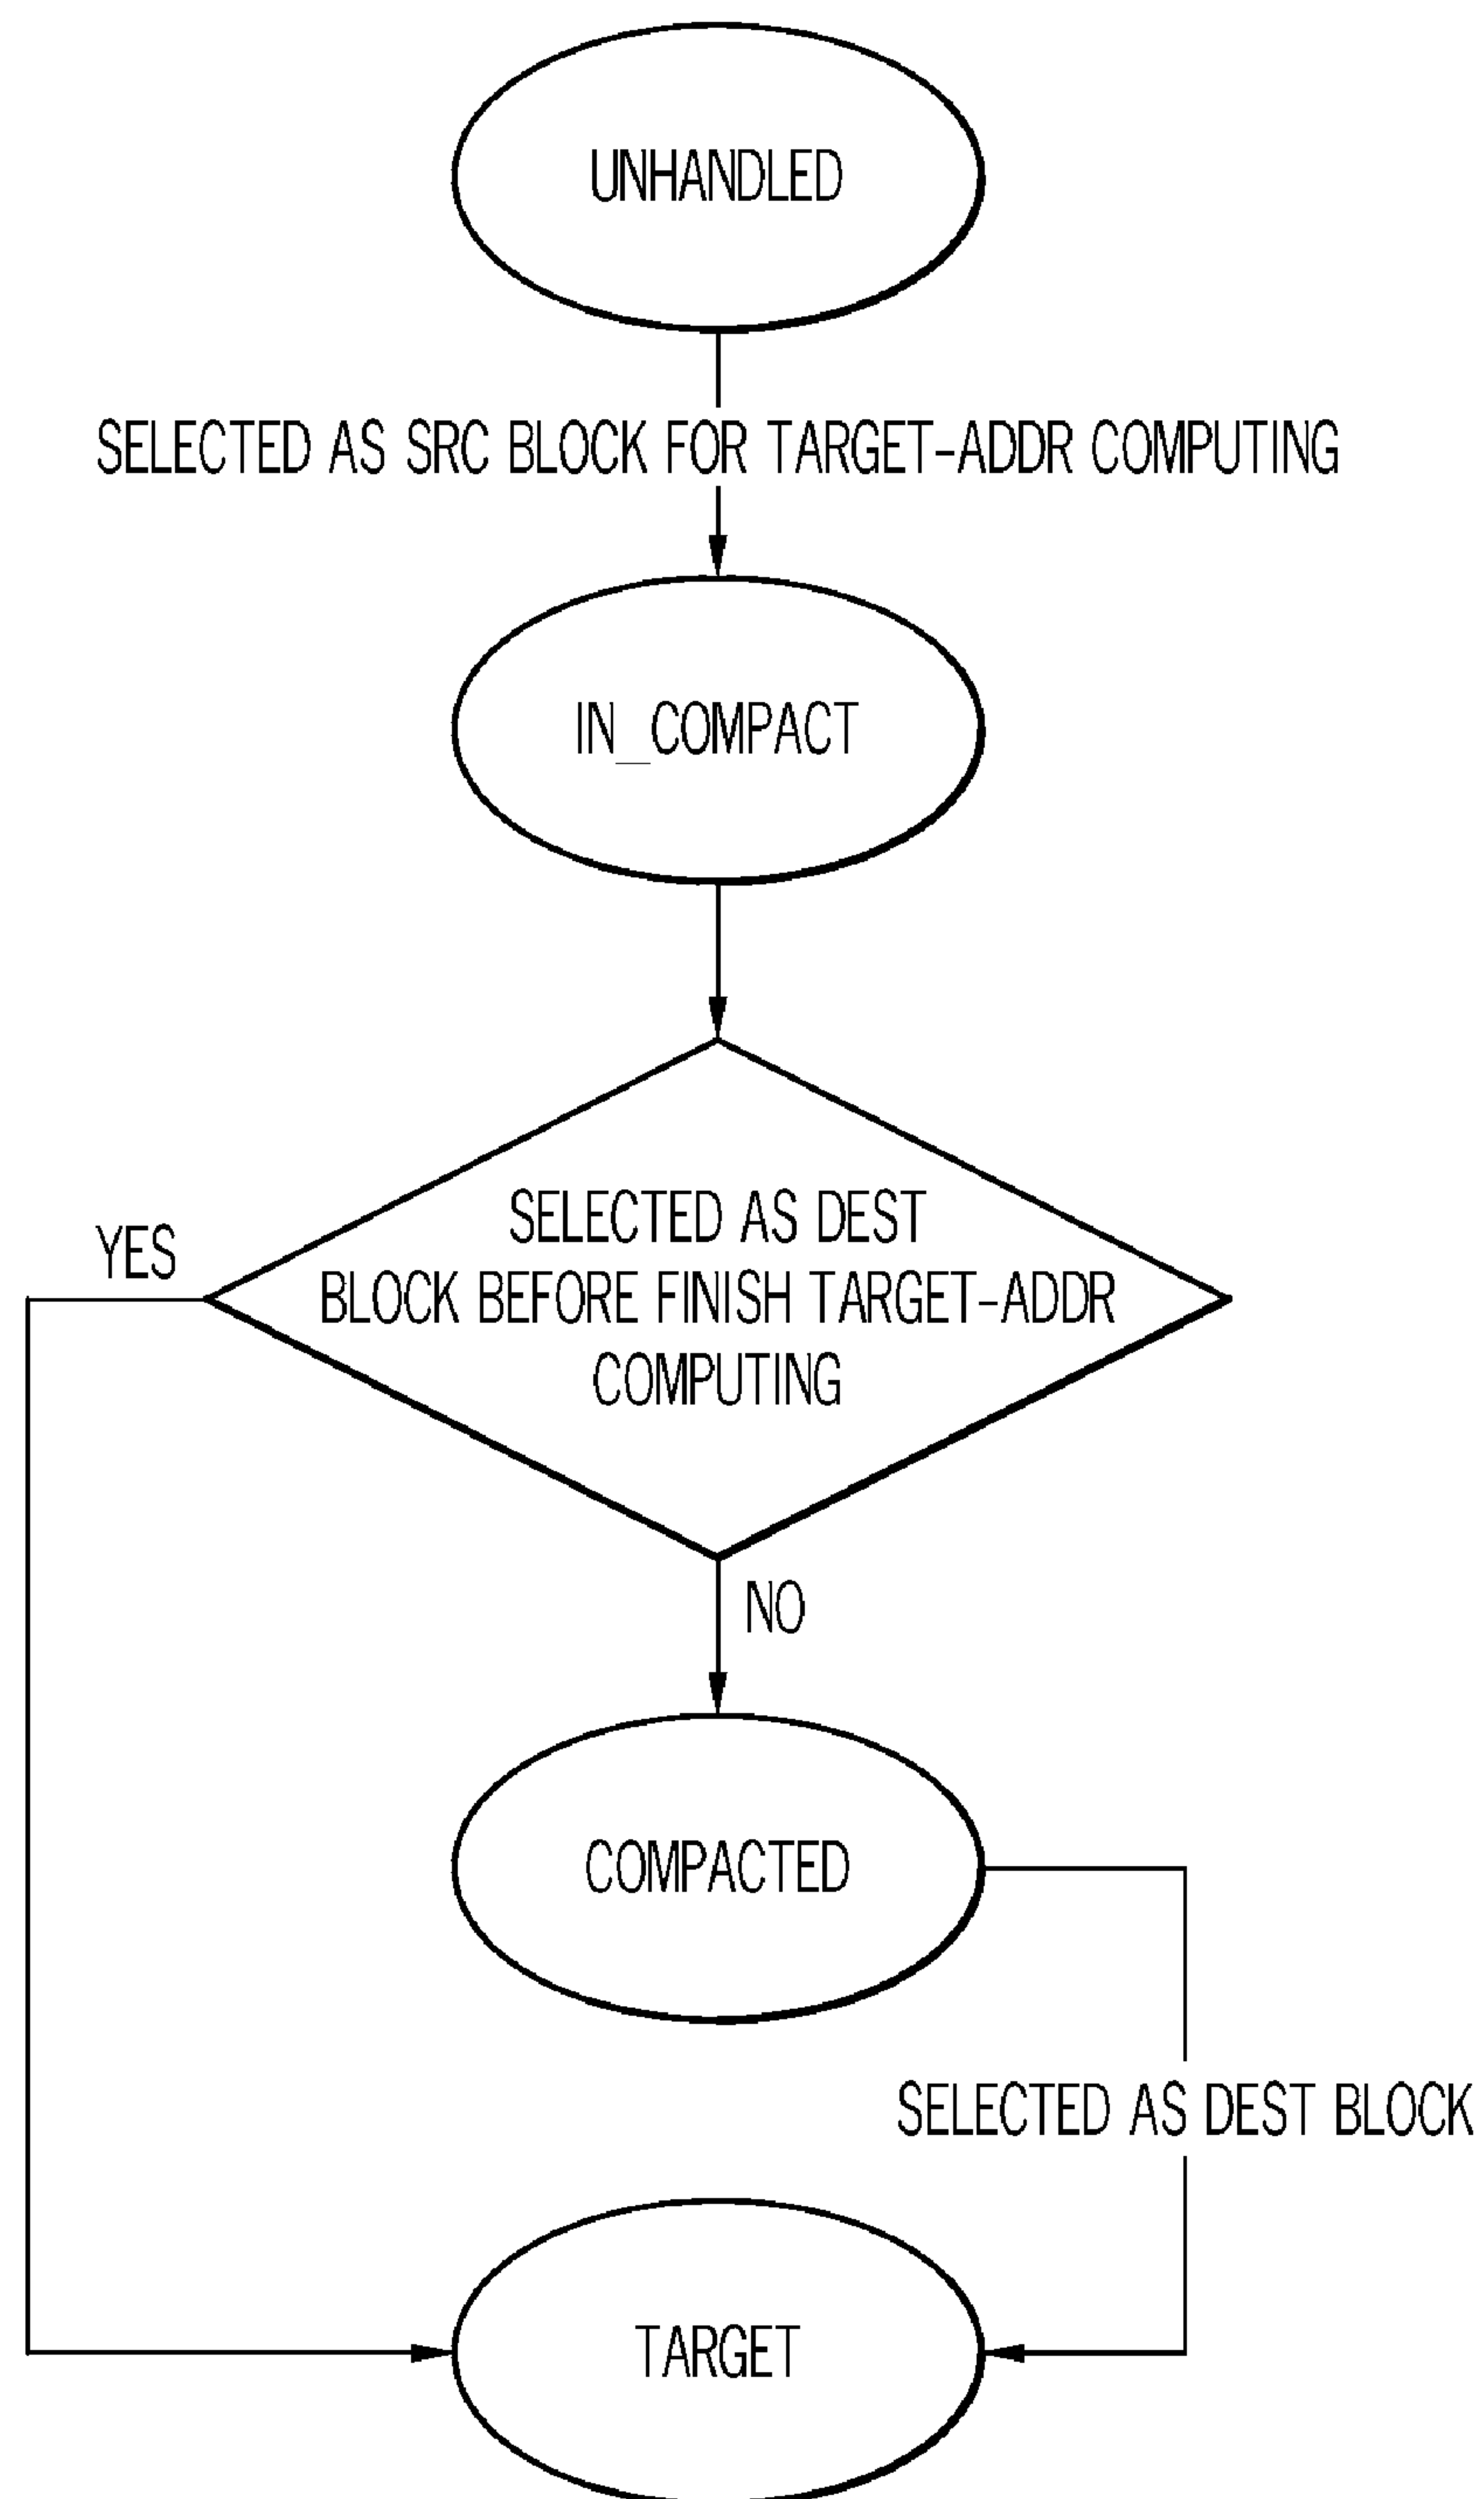 UNHANDLED
SELECTED AS SRC BLOCK FOR TARGET-ADDR COMPUTING
IN_COMPACT
SELECTED AS DEST
BLOCK BEFORE FINISH TARGET-ADDR
COMPUTING
YES
NO
COMPACTED
SELECTED AS DEST BLOCK
TARGET